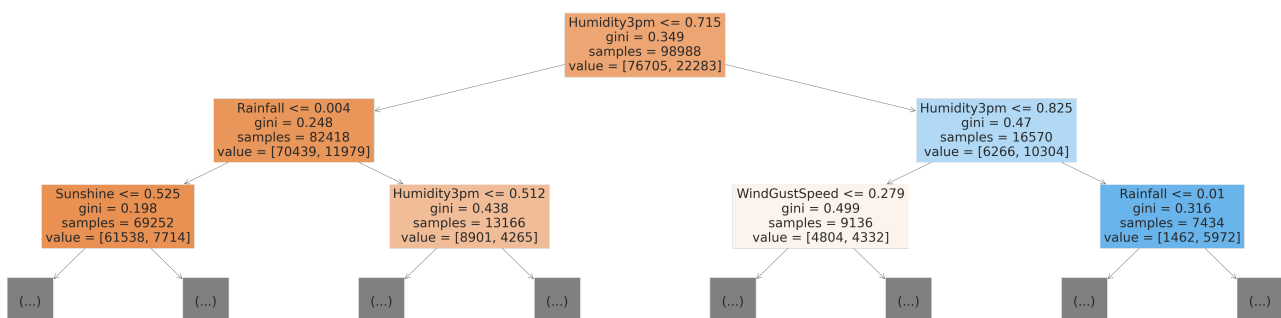 Humidity3pm <= 0.715
gini = 0.349
samples = 98988
value = [76705, 22283]
Rainfall <= 0.004
gini = 0.248
samples = 82418
value = [70439, 11979]
Humidity3pm <= 0.825
gini = 0.47
samples = 16570
value = [6266, 10304]
Sunshine <= 0.525
gini = 0.198
samples = 69252
value = [61538, 7714]
Humidity3pm <= 0.512
gini = 0.438
samples = 13166
value = [8901, 4265]
WindGustSpeed <= 0.279
gini = 0.499
samples = 9136
value = [4804, 4332]
Rainfall <= 0.01
gini = 0.316
samples = 7434
value = [1462, 5972]
(...)
(...)
(...)
(...)
(...)
(...)
(...)
(...)